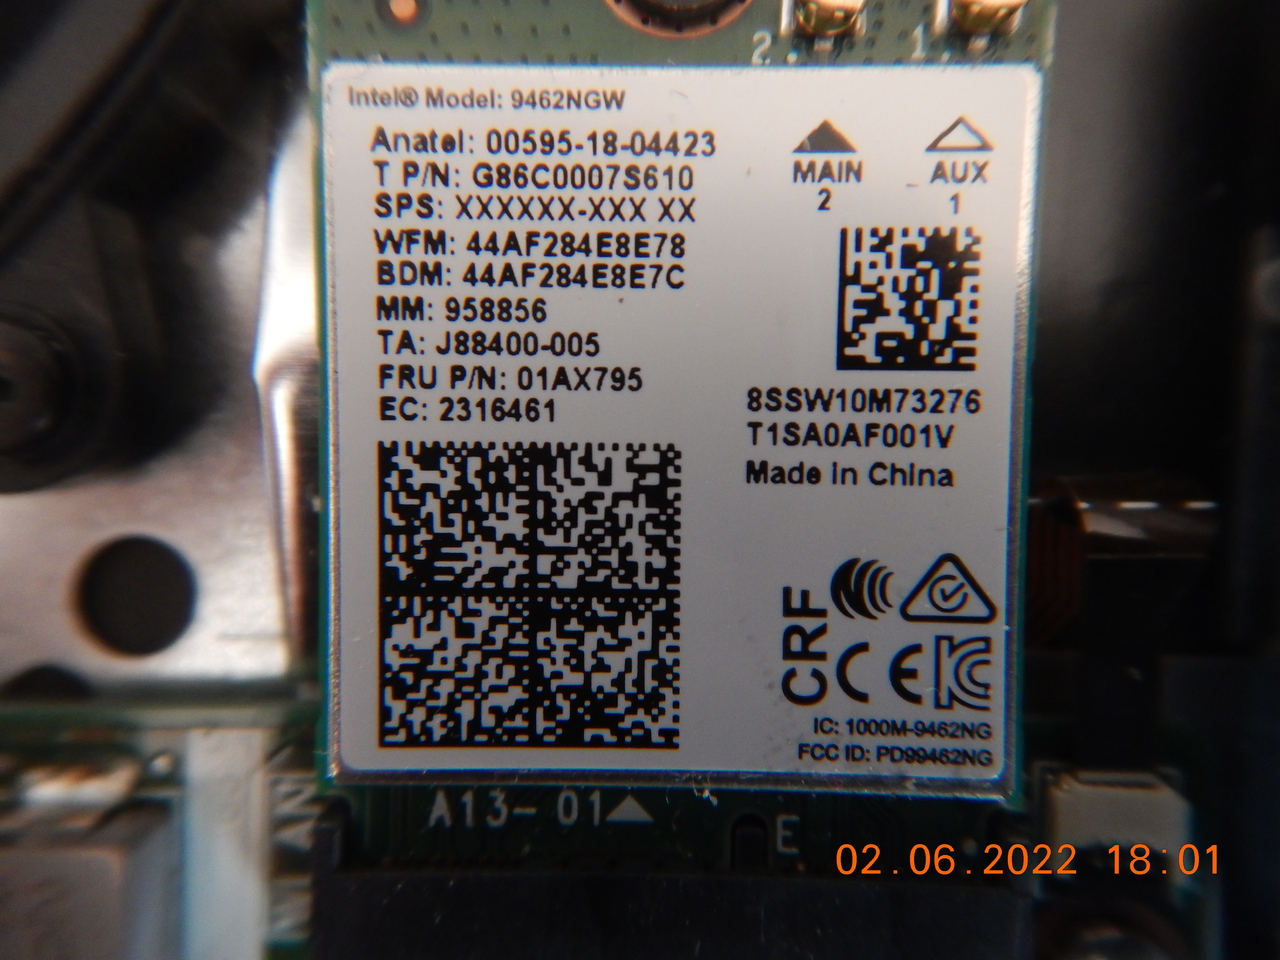 2. 1
Intel® Model: 9462NGW
Anatel: 00595-18-04423
T P/N: G86C0007S610
SPS: XXXXXX-XXX XX
WFM: 44AF284E8E78
BDM: 44AF284E8E7C
MM: 958856
TA: J88400-005
FRU P/N: 01AX795
EC: 2316461
MAIN AUX
2 1
8SSW10M73276
T1SA0AF001V
Made in China
CRF
CE
IC: 1000M-9462NG
FCC ID: PD99462NG
A13-01
E
02.06.2022 18:01